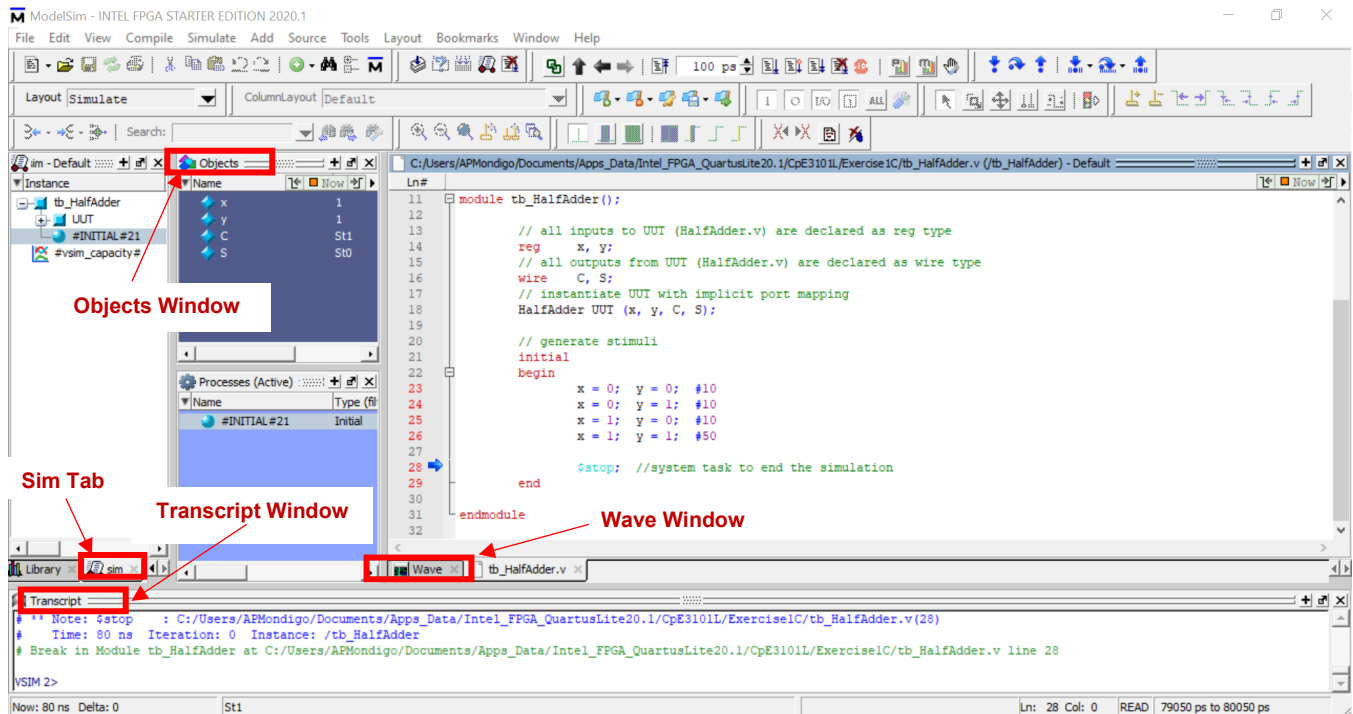 ModelSim - INTEL FPGA STARTER EDITION 2020.1
File Edit View Compile Simulate Add Source Tools Layout Bookmarks Window Help
100 ps
Layout Simulate
ColumnLayout Default
Search:
sim - Default
Objects
C:/Users/APMondigo/Documents/Apps_Data/Intel_FPGA_QuartusLite20.1/CpE3101L/Exercise1C/tb_HalfAdder.v (/tb_HalfAdder) - Default
Instance
Name
Now
Ln#
Now
tb_HalfAdder
UUT
#INITIAL#21
#vsim_capacity#
x 1
y 1
C St1
S St0
Objects Window
11 module tb_HalfAdder();
12
13 // all inputs to UUT (HalfAdder.v) are declared as reg type
14 reg x, y;
15 // all outputs from UUT (HalfAdder.v) are declared as wire type
16 wire C, S;
17 // instantiate UUT with implicit port mapping
18 HalfAdder UUT (x, y, C, S);
19
20 // generate stimuli
21 initial
22 begin
23 x = 0; y = 0; #10
24 x = 0; y = 1; #10
25 x = 1; y = 0; #10
26 x = 1; y = 1; #50
27
28 $stop; //system task to end the simulation
29 end
30
31 endmodule
32
Processes (Active)
Name Type (filt
#INITIAL#21 Initial
Sim Tab
Transcript Window
Wave Window
Library sim
Wave tb_HalfAdder.v
Transcript
# ** Note: $stop : C:/Users/APMondigo/Documents/Apps_Data/Intel_FPGA_QuartusLite20.1/CpE3101L/Exercise1C/tb_HalfAdder.v(28)
# Time: 80 ns Iteration: 0 Instance: /tb_HalfAdder
# Break in Module tb_HalfAdder at C:/Users/APMondigo/Documents/Apps_Data/Intel_FPGA_QuartusLite20.1/CpE3101L/Exercise1C/tb_HalfAdder.v line 28
VSIM 2>
Now: 80 ns Delta: 0
St1
Ln: 28 Col: 0
READ
79050 ps to 80050 ps